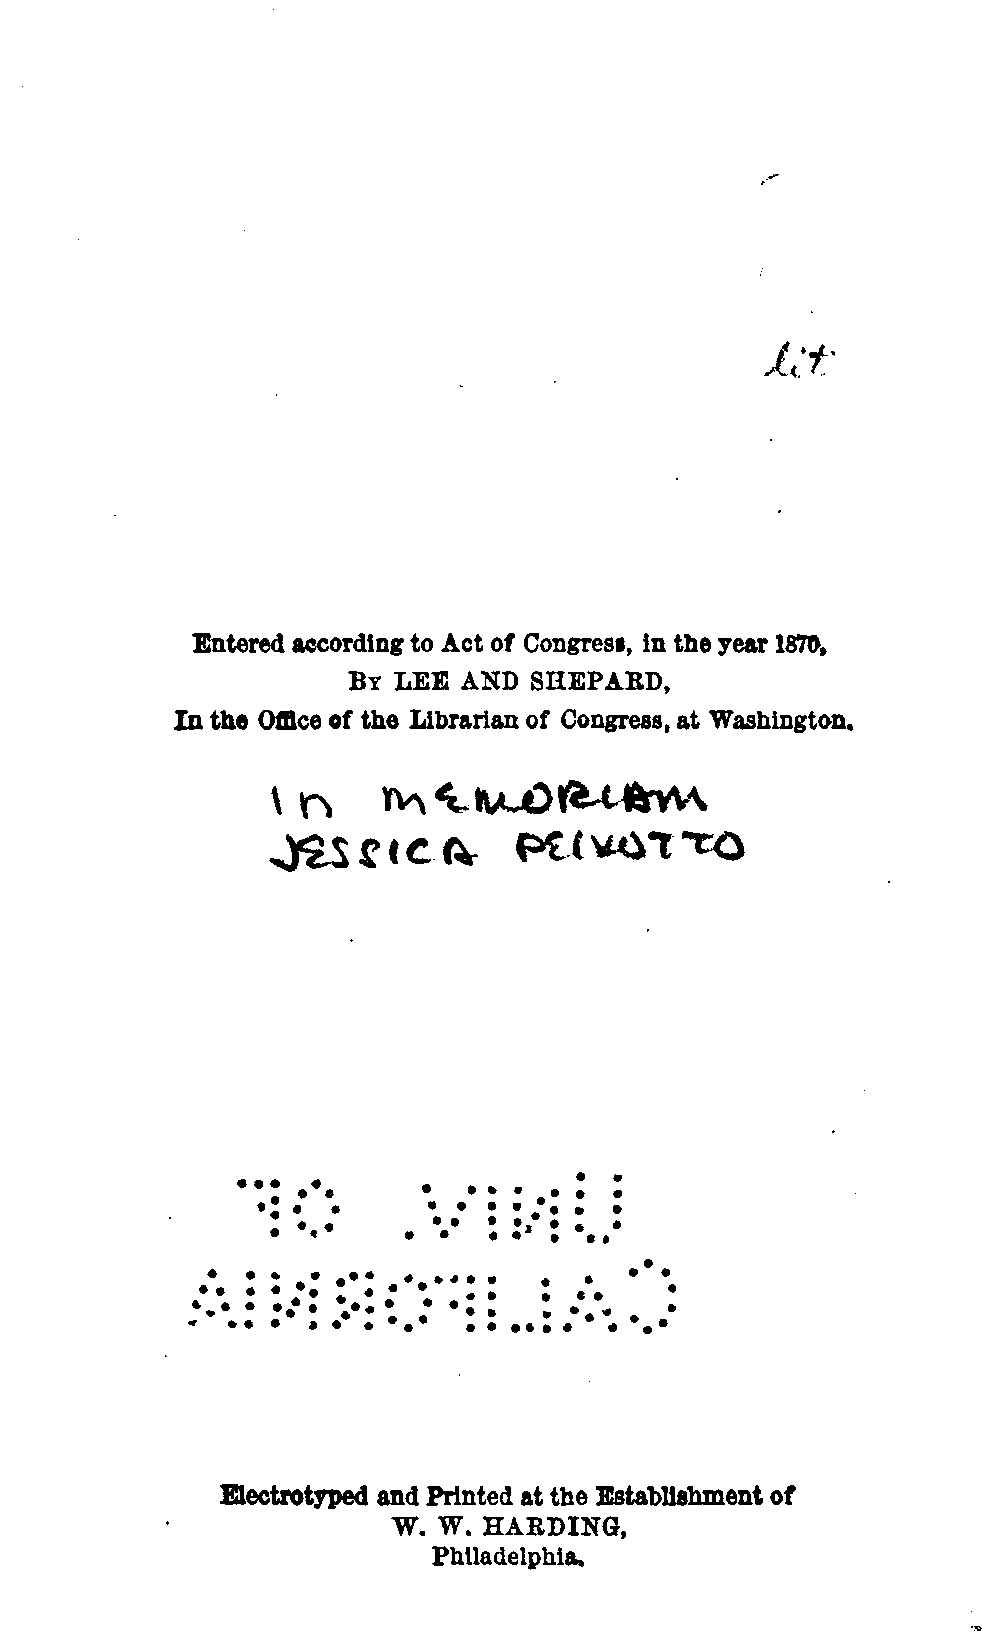 lit
Entered according to Act of Congress, in the year 1870,
BY LEE AND SHEPARD,
In the Office of the Librarian of Congress, at Washington.
IN MEMORIAM
JESSICA PEIXOTTO
UNIV. OF
CALIFORNIA
Electrotyped and Printed at the Establishment of
W. W. HARDING,
Philadelphia.